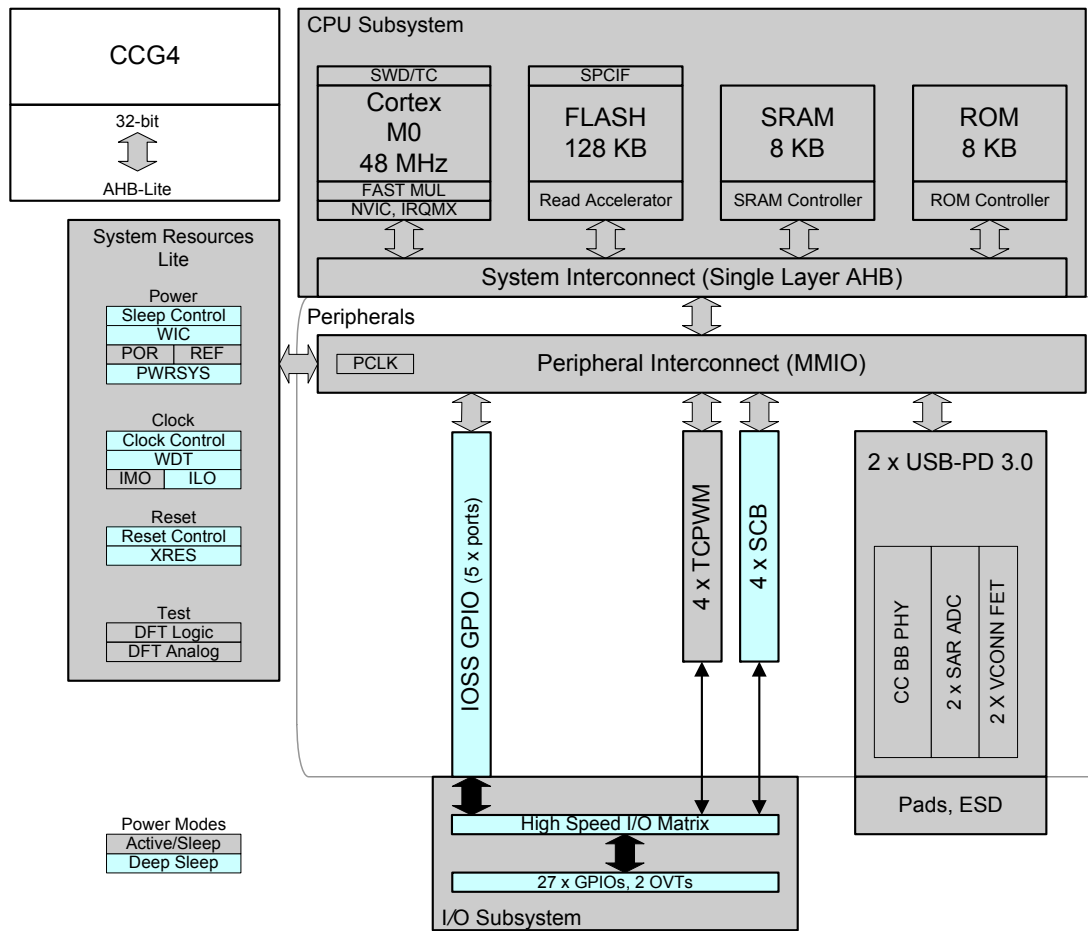 CCG4
32-bit
AHB-Lite
CPU Subsystem
SWD/TC
Cortex
M0
48 MHz
FAST MUL
NVIC, IRQMX
SPCIF
FLASH
128 KB
Read Accelerator
SRAM
8 KB
SRAM Controller
ROM
8 KB
ROM Controller
System Interconnect (Single Layer AHB)
System Resources
Lite
Power
Sleep Control
WIC
POR
REF
PWRSYS
Clock
Clock Control
WDT
IMO
ILO
Reset
Reset Control
XRES
Test
DFT Logic
DFT Analog
Peripherals
PCLK
Peripheral Interconnect (MMIO)
IOSS GPIO (5 x ports)
4 x TCPWM
4 x SCB
2 x USB-PD 3.0
CC BB PHY
2 x SAR ADC
2 X VCONN FET
Pads, ESD
Power Modes
Active/Sleep
Deep Sleep
High Speed I/O Matrix
27 x GPIOs, 2 OVTs
I/O Subsystem